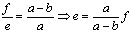 f/e = (a−b)/a ⇒ e = a/(a−b) f